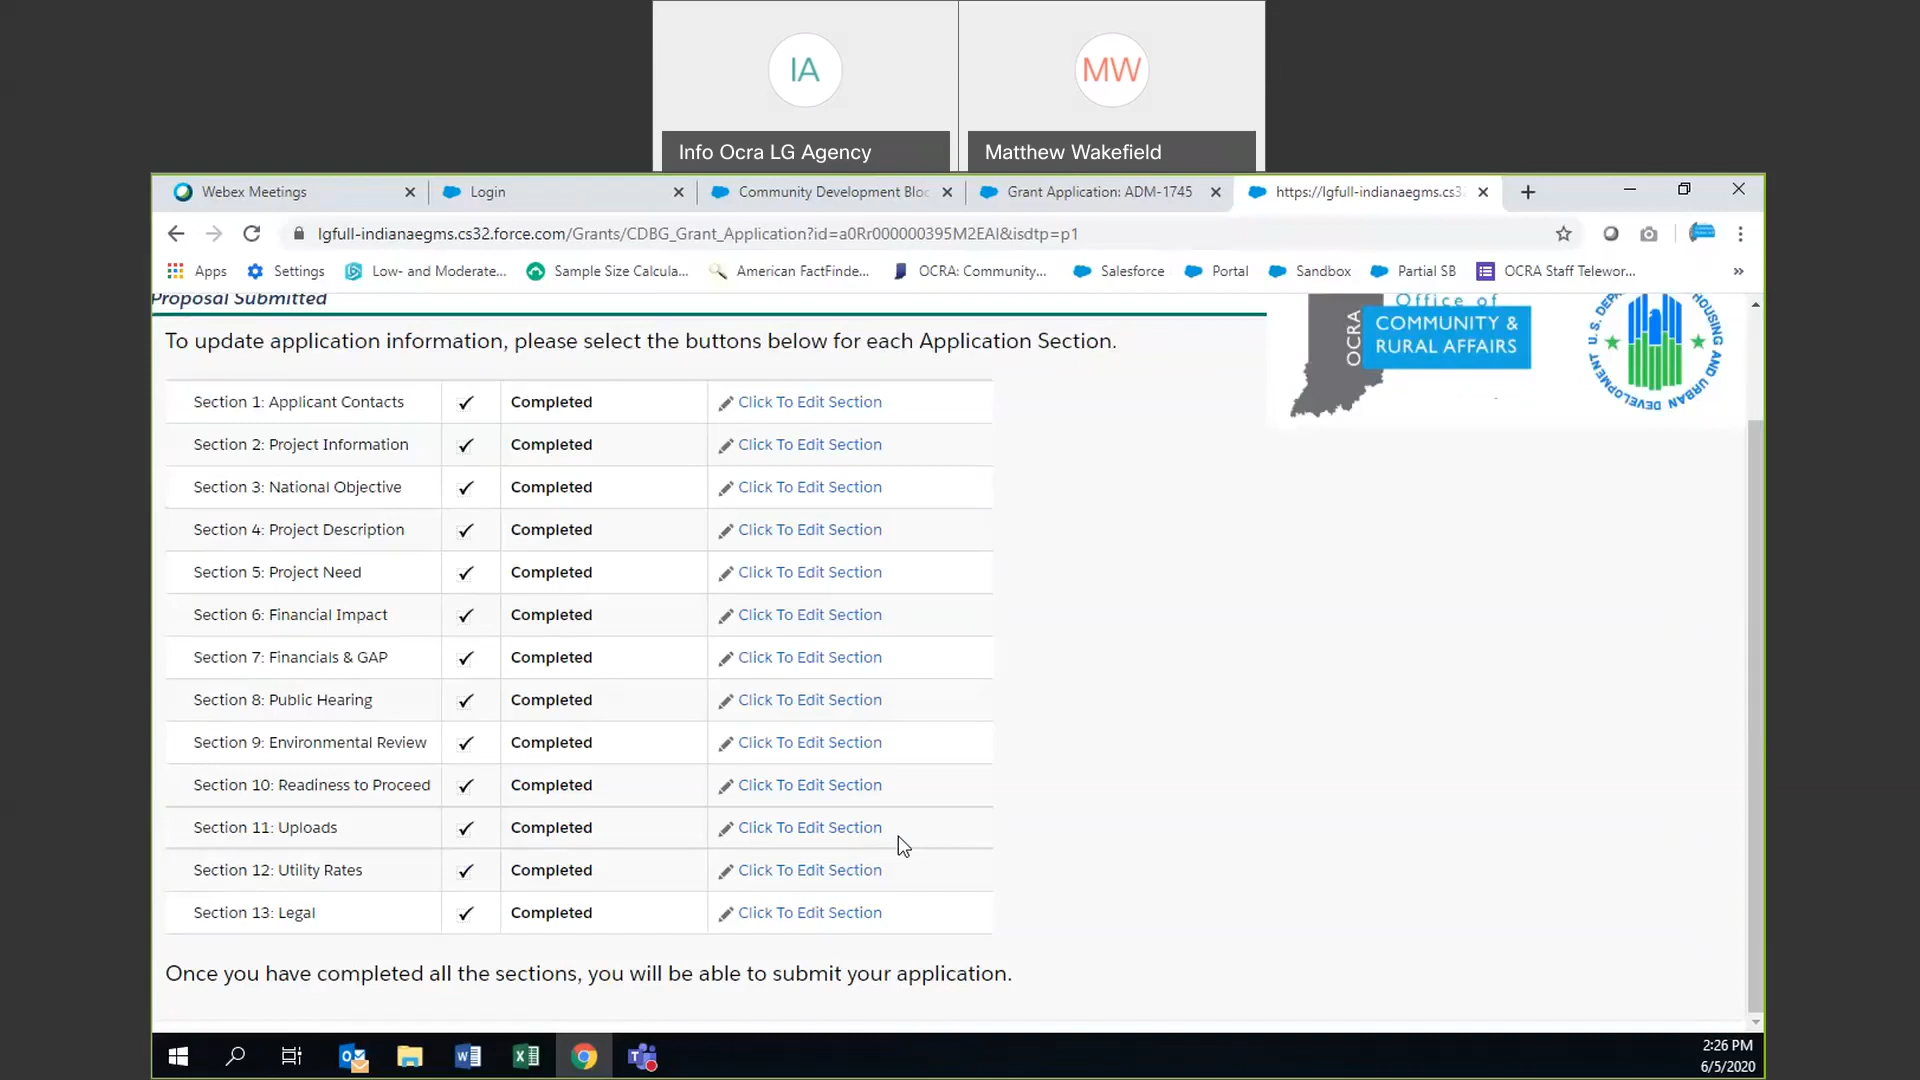 IA
MW
Info Ocra LG Agency
Matthew Wakefield
Webex Meetings
Login
Community Development Bloc
Grant Application: ADM-1745
https://lgfull-indianaegms.cs3
lgfull-indianaegms.cs32.force.com/Grants/CDBG_Grant_Application?id=a0Rr000000395M2EAI&isdtp=p1
Apps
Settings
Low- and Moderate...
Sample Size Calcula...
American FactFinde...
OCRA: Community...
Salesforce
Portal
Sandbox
Partial SB
OCRA Staff Telewor...
»
Proposal Submitted
Office of
COMMUNITY &
RURAL AFFAIRS
OCRA
U.S. DEP
HOUSING AND URBAN DEVELOPMENT
To update application information, please select the buttons below for each Application Section.
Section 1: Applicant Contacts Completed Click To Edit Section
Section 2: Project Information Completed Click To Edit Section
Section 3: National Objective Completed Click To Edit Section
Section 4: Project Description Completed Click To Edit Section
Section 5: Project Need Completed Click To Edit Section
Section 6: Financial Impact Completed Click To Edit Section
Section 7: Financials & GAP Completed Click To Edit Section
Section 8: Public Hearing Completed Click To Edit Section
Section 9: Environmental Review Completed Click To Edit Section
Section 10: Readiness to Proceed Completed Click To Edit Section
Section 11: Uploads Completed Click To Edit Section
Section 12: Utility Rates Completed Click To Edit Section
Section 13: Legal Completed Click To Edit Section
Once you have completed all the sections, you will be able to submit your application.
2:26 PM
6/5/2020